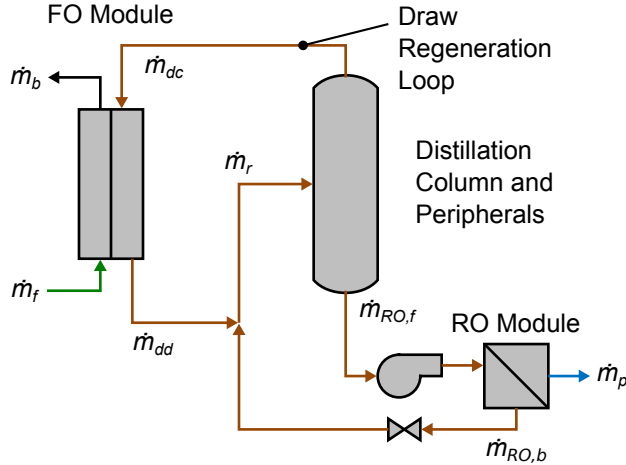 FO Module
Draw
Regeneration
Loop
ṁdc
ṁb
ṁr
Distillation
Column and
Peripherals
ṁf
ṁdd
ṁRO,f
RO Module
ṁp
ṁRO,b